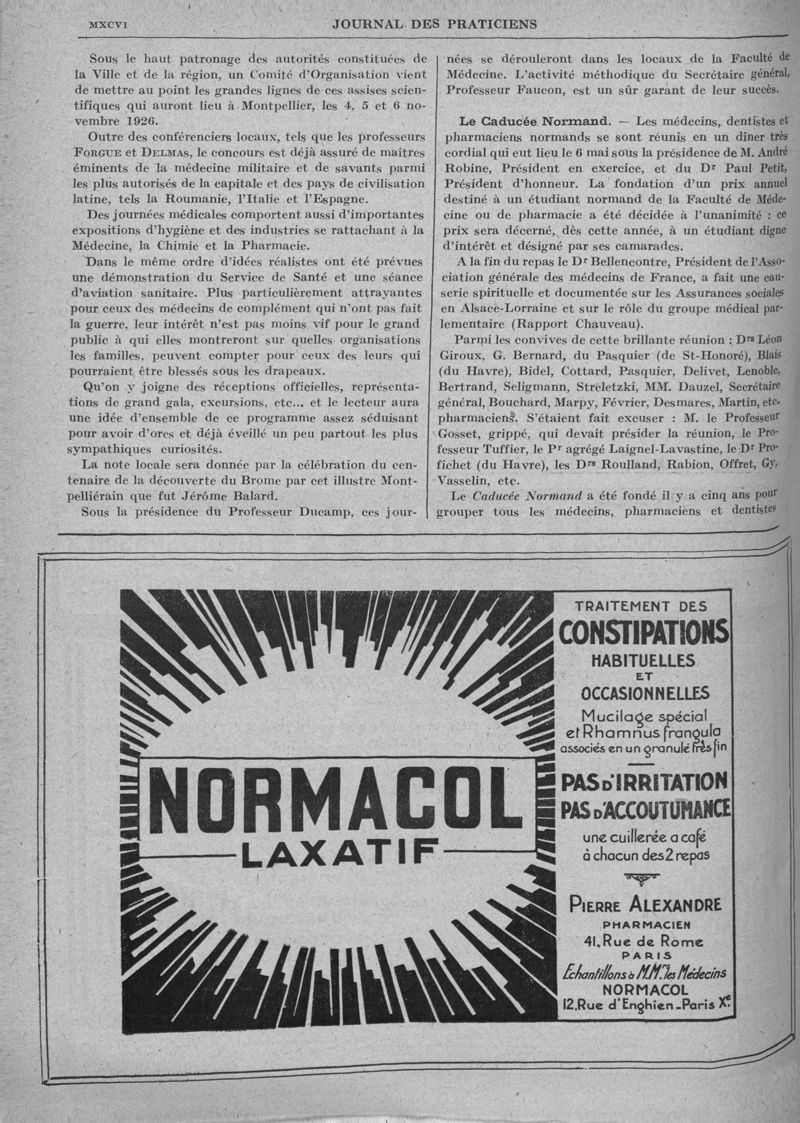 MXCVI
JOURNAL DES PRATICIENS
Sous le haut patronage des autorités constituées de
la Ville et de la région, un Comité d'Organisation vient
de mettre au point les grandes lignes de ces assises scien-
tifiques qui auront lieu à Montpellier, les 4, 5 et 6 no-
vembre 1926.
Outre des conférenciers locaux, tels que les professeurs
FORGUE et DELMAS, le concours est déjà assuré de maîtres
éminents de la médecine militaire et de savants parmi
les plus autorisés de la capitale et des pays de civilisation
latine, tels la Roumanie, l'Italie et l'Espagne.
Des journées médicales comportent aussi d'importantes
expositions d'hygiène et des industries se rattachant à la
Médecine, la Chimie et la Pharmacie.
Dans le même ordre d'idées réalistes ont été prévues
une démonstration du Service de Santé et une séance
d'aviation sanitaire. Plus particulièrement attrayantes
pour ceux des médecins de complément qui n'ont pas fait
la guerre, leur intérêt n'est pas moins vif pour le grand
public à qui elles montreront sur quelles organisations
les familles, peuvent compter pour ceux des leurs qui
pourraient être blessés sous les drapeaux.
Qu'on y joigne des réceptions officielles, représenta-
tions de grand gala, excursions, etc... et le lecteur aura
une idée d'ensemble de ce programme assez séduisant
pour avoir d'ores et déjà éveillé un peu partout les plus
sympathiques curiosités.
La note locale sera donnée par la célébration du cen-
tenaire de la découverte du Brome par cet illustre Mont-
pelliérain que fut Jérôme Balard.
Sous la présidence du Professeur Ducamp, ces jour-
nées se dérouleront dans les locaux de la Faculté de
Médecine. L'activité méthodique du Secrétaire général,
Professeur Faucon, est un sûr garant de leur succès.
Le Caducée Normand. — Les médecins, dentistes et
pharmaciens normands se sont réunis en un dîner très
cordial qui eut lieu le 6 mai sous la présidence de M. André
Robine, Président en exercice, et du Dr Paul Petit,
Président d'honneur. La fondation d'un prix annuel
destiné à un étudiant normand de la Faculté de Méde-
cine ou de pharmacie a été décidée à l'unanimité : ce
prix sera décerné, dès cette année, à un étudiant digne
d'intérêt et désigné par ses camarades.
A la fin du repas le Dr Bellencontre, Président de l'Asso-
ciation générale des médecins de France, a fait une cau-
serie spirituelle et documentée sur les Assurances sociales
en Alsace-Lorraine et sur le rôle du groupe médical par-
lementaire (Rapport Chauveau).
Parmi les convives de cette brillante réunion : Drs Léon
Giroux, G. Bernard, du Pasquier (de St-Honoré), Blais
(du Havre), Bidel, Cottard, Pasquier, Delivet, Lenoble,
Bertrand, Seligmann, Streletzki, MM. Dauzel, Secrétaire
général, Bouchard, Marpy, Février, Desmares, Martin, etc.
pharmaciens. S'étaient fait excuser : M. le Professeur
Gosset, grippé, qui devait présider la réunion, le Pro-
fesseur Tuffier, le Pr agrégé Laignel-Lavastine, le Dr Pro-
fichet (du Havre), les Drs Roulland, Rabion, Offret, Gy,
Vasselin, etc.
Le Caducée Normand a été fondé il y a cinq ans pour
grouper tous les médecins, pharmaciens et dentistes
NORMACOL
LAXATIF
TRAITEMENT DES
CONSTIPATIONS
HABITUELLES
ET
OCCASIONNELLES
Mucilage spécial
et Rhamnus frangula
associés en un granulé très fin
PAS D'IRRITATION
PAS D'ACCOUTUMANCE
une cuillerée a café
à chacun des 2 repas
PIERRE ALEXANDRE
PHARMACIEN
41, Rue de Rome
PARIS
Échantillons à M.M. les Médecins
NORMACOL
12, Rue d'Enghien - Paris Xe.